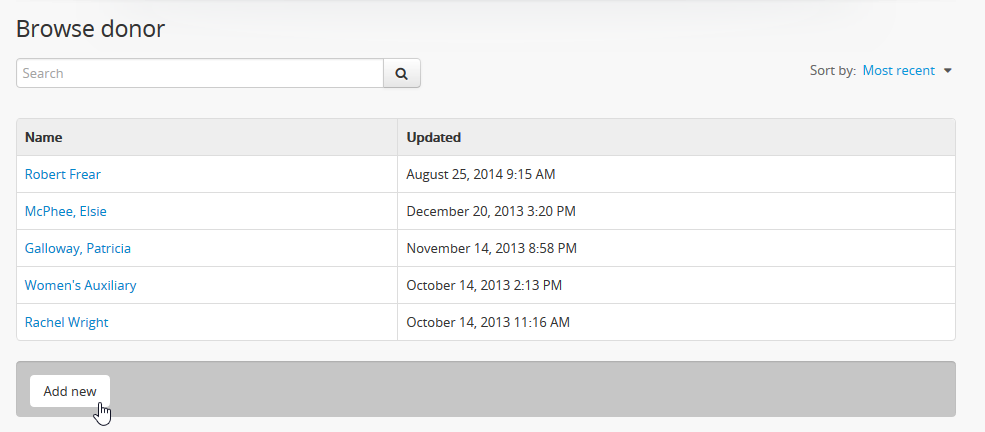 Browse donor
Search
Sort by: Most recent
Name Updated
Robert Frear August 25, 2014 9:15 AM
McPhee, Elsie December 20, 2013 3:20 PM
Galloway, Patricia November 14, 2013 8:58 PM
Women's Auxiliary October 14, 2013 2:13 PM
Rachel Wright October 14, 2013 11:16 AM
Add new